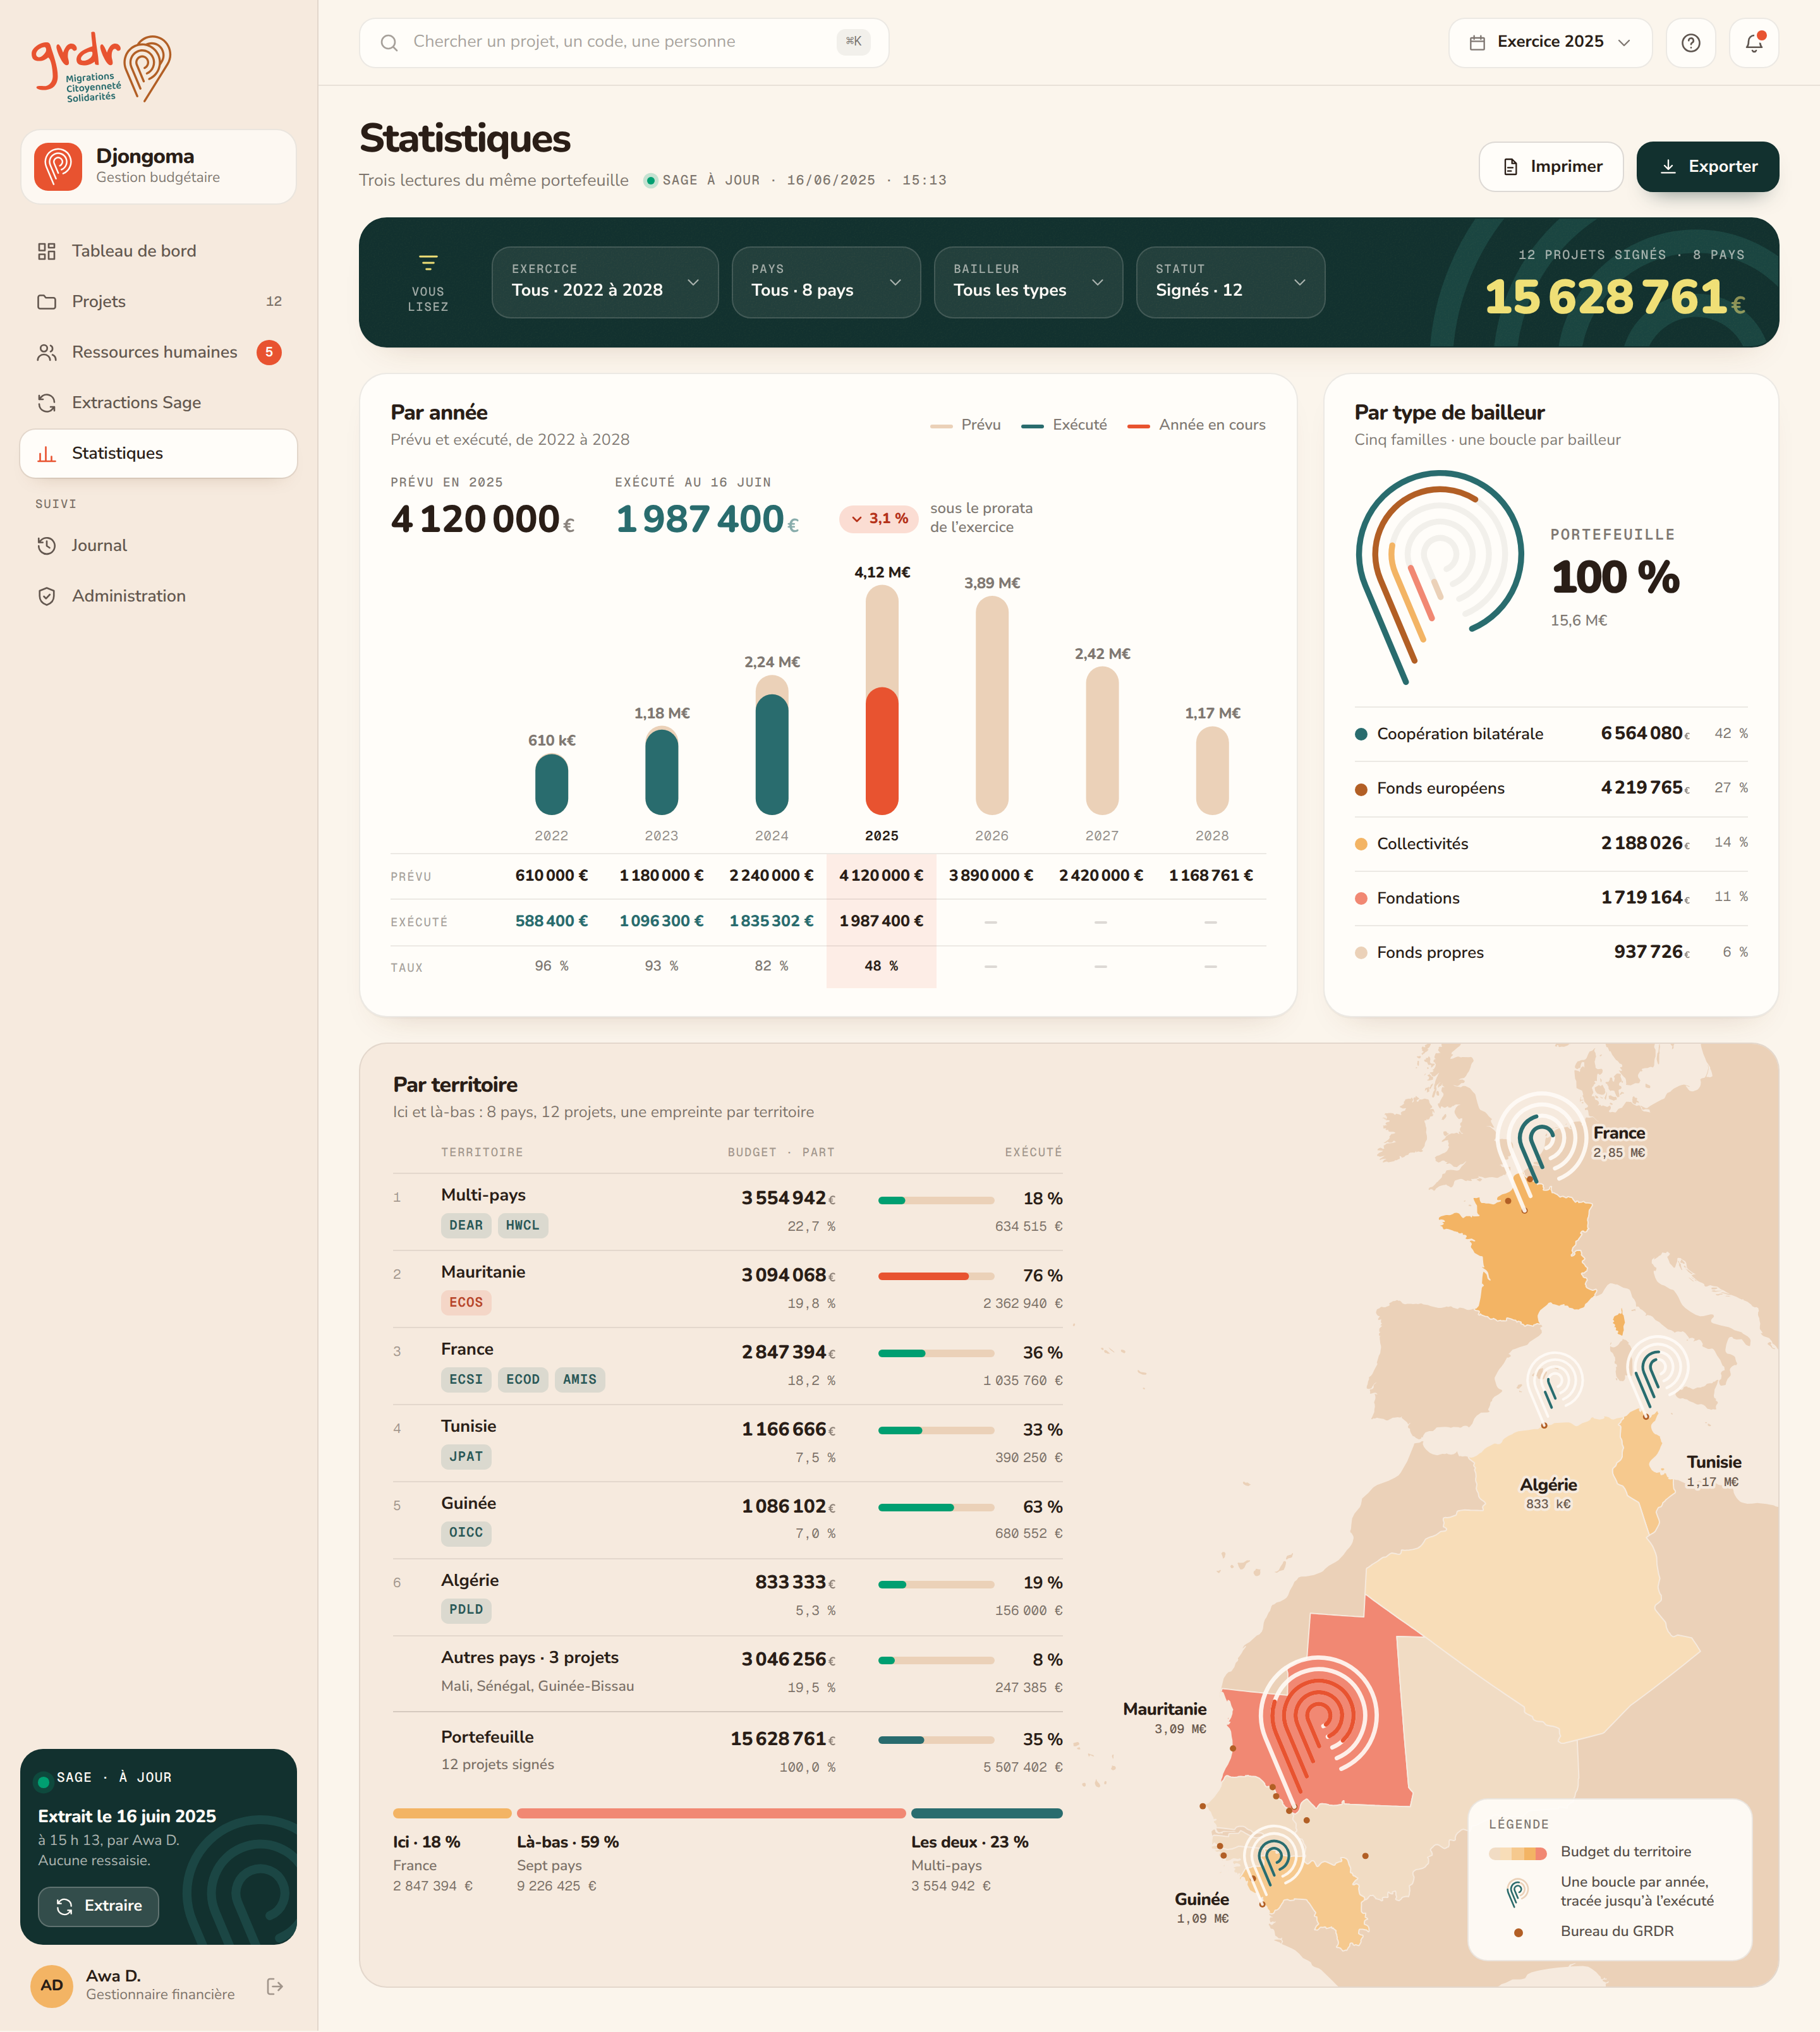 grdr
Migrations
Citoyenneté
Solidarités
Djongoma
Gestion budgétaire
Tableau de bord
Projets 12
Ressources humaines 5
Extractions Sage
Statistiques
SUIVI
Journal
Administration
SAGE · À JOUR
Extrait le 16 juin 2025
à 15 h 13, par Awa D.
Aucune ressaisie.
Extraire
AD
Awa D.
Gestionnaire financière
Chercher un projet, un code, une personne ⌘K
Exercice 2025
Statistiques
Trois lectures du même portefeuille SAGE À JOUR · 16/06/2025 · 15:13
Imprimer
Exporter
VOUS
LISEZ
EXERCICE
Tous · 2022 à 2028
PAYS
Tous · 8 pays
BAILLEUR
Tous les types
STATUT
Signés · 12
12 PROJETS SIGNÉS · 8 PAYS
15 628 761 €
Par année
Prévu et exécuté, de 2022 à 2028
Prévu Exécuté Année en cours
PRÉVU EN 2025
4 120 000 €
EXÉCUTÉ AU 16 JUIN
1 987 400 €
3,1 %
sous le prorata
de l'exercice
610 k€ 1,18 M€ 2,24 M€ 4,12 M€ 3,89 M€ 2,42 M€ 1,17 M€
2022 2023 2024 2025 2026 2027 2028
PRÉVU 610 000 € 1 180 000 € 2 240 000 € 4 120 000 € 3 890 000 € 2 420 000 € 1 168 761 €
EXÉCUTÉ 588 400 € 1 096 300 € 1 835 302 € 1 987 400 € — — —
TAUX 96 % 93 % 82 % 48 % — — —
Par type de bailleur
Cinq familles · une boucle par bailleur
PORTEFEUILLE
100 %
15,6 M€
Coopération bilatérale 6 564 080 € 42 %
Fonds européens 4 219 765 € 27 %
Collectivités 2 188 026 € 14 %
Fondations 1 719 164 € 11 %
Fonds propres 937 726 € 6 %
Par territoire
Ici et là-bas : 8 pays, 12 projets, une empreinte par territoire
TERRITOIRE BUDGET · PART EXÉCUTÉ
1 Multi-pays 3 554 942 € 18 %
DEAR HWCL 22,7 % 634 515 €
2 Mauritanie 3 094 068 € 76 %
ECOS 19,8 % 2 362 940 €
3 France 2 847 394 € 36 %
ECSI ECOD AMIS 18,2 % 1 035 760 €
4 Tunisie 1 166 666 € 33 %
JPAT 7,5 % 390 250 €
5 Guinée 1 086 102 € 63 %
OICC 7,0 % 680 552 €
6 Algérie 833 333 € 19 %
PDLD 5,3 % 156 000 €
Autres pays · 3 projets 3 046 256 € 8 %
Mali, Sénégal, Guinée-Bissau 19,5 % 247 385 €
Portefeuille 15 628 761 € 35 %
12 projets signés 100,0 % 5 507 402 €
Ici · 18 %
France
2 847 394 €
Là-bas · 59 %
Sept pays
9 226 425 €
Les deux · 23 %
Multi-pays
3 554 942 €
France
2,85 M€
Tunisie
1,17 M€
Algérie
833 k€
Mauritanie
3,09 M€
Guinée
1,09 M€
LÉGENDE
Budget du territoire
Une boucle par année,
tracée jusqu'à l'exécuté
Bureau du GRDR